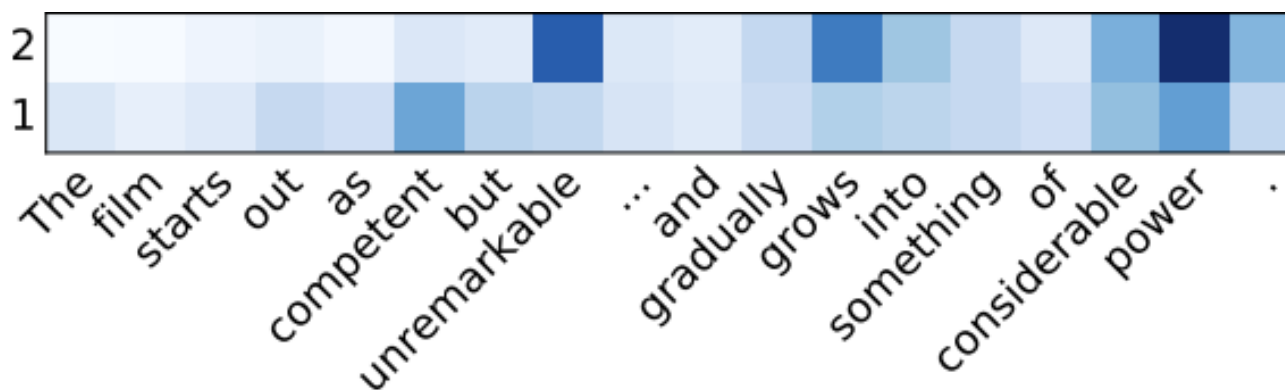 2
1
The film starts out as competent but unremarkable ... and gradually grows into something of considerable power .